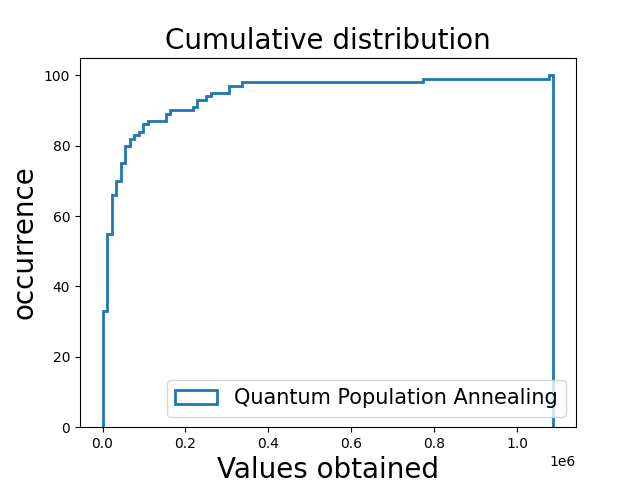 Cumulative distribution
occurrence
100
80
60
40
20
0
Quantum Population Annealing
0.0 0.2 0.4 0.6 0.8 1.0
1e6
Values obtained